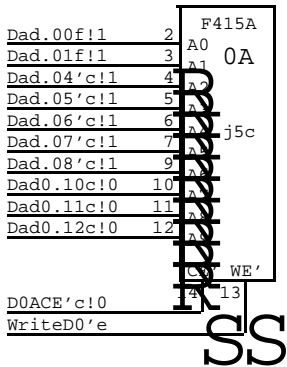 F415A
Dad.00f!1 2 A0 0A
Dad.01f!1 3 A1
Dad.04'c!1 4 A2
Dad.05'c!1 5
Dad.06'c!1 6 j5c
Dad.07'c!1 7
Dad.08'c!1 9
Dad0.10c!0 10
Dad0.11c!0 11
Dad0.12c!0 12
WE'
D0ACE'c!0 14 13
WriteD0'e
SS